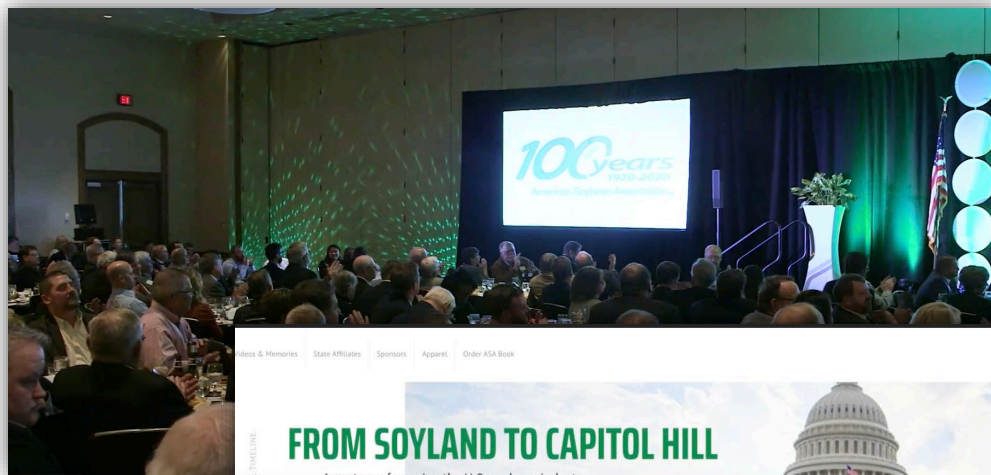 100 years
1920-2020
American Soybean Association
Videos & Memories State Affiliates Sponsors Apparel Order ASA Book
TIMELINE
FROM SOYLAND TO CAPITOL HILL